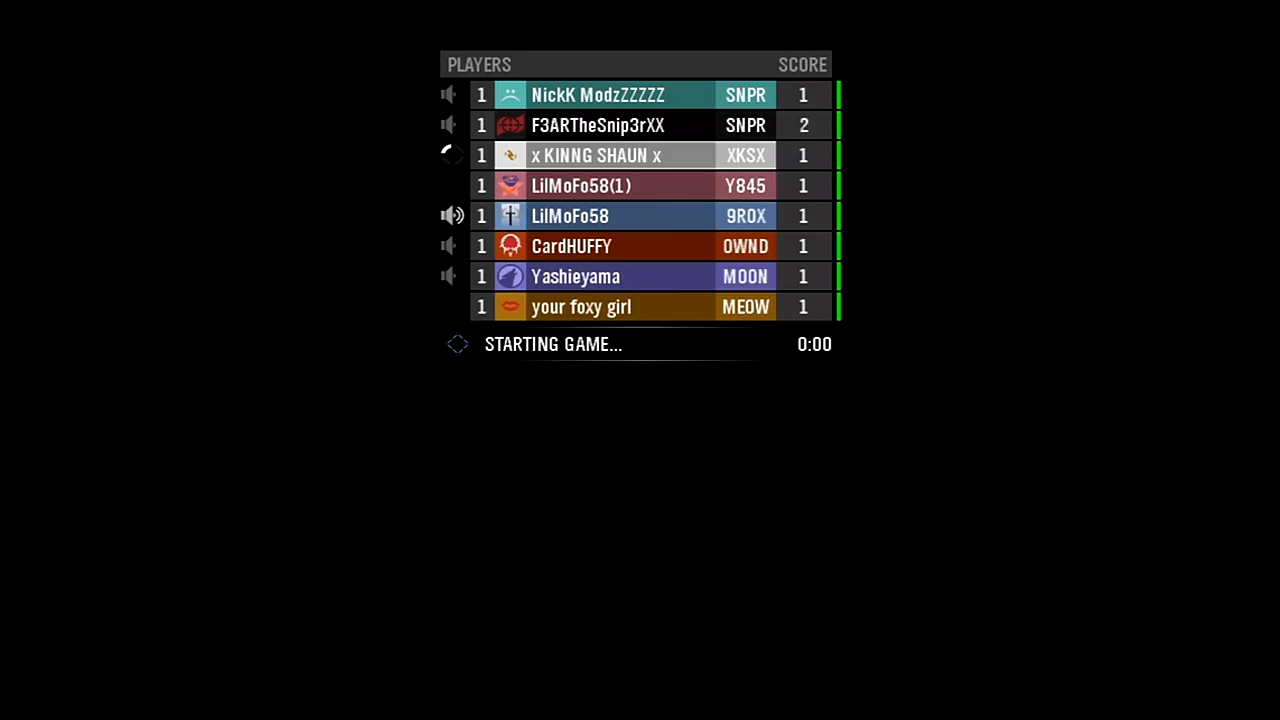 PLAYERS SCORE
1 NickK ModzZZZZZ SNPR 1
1 F3ARTheSnip3rXX SNPR 2
1 x KINNG SHAUN x XKSX 1
1 LilMoFo58(1) Y845 1
1 LilMoFo58 9ROX 1
1 CardHUFFY OWND 1
1 Yashieyama MOON 1
1 your foxy girl MEOW 1
STARTING GAME... 0:00